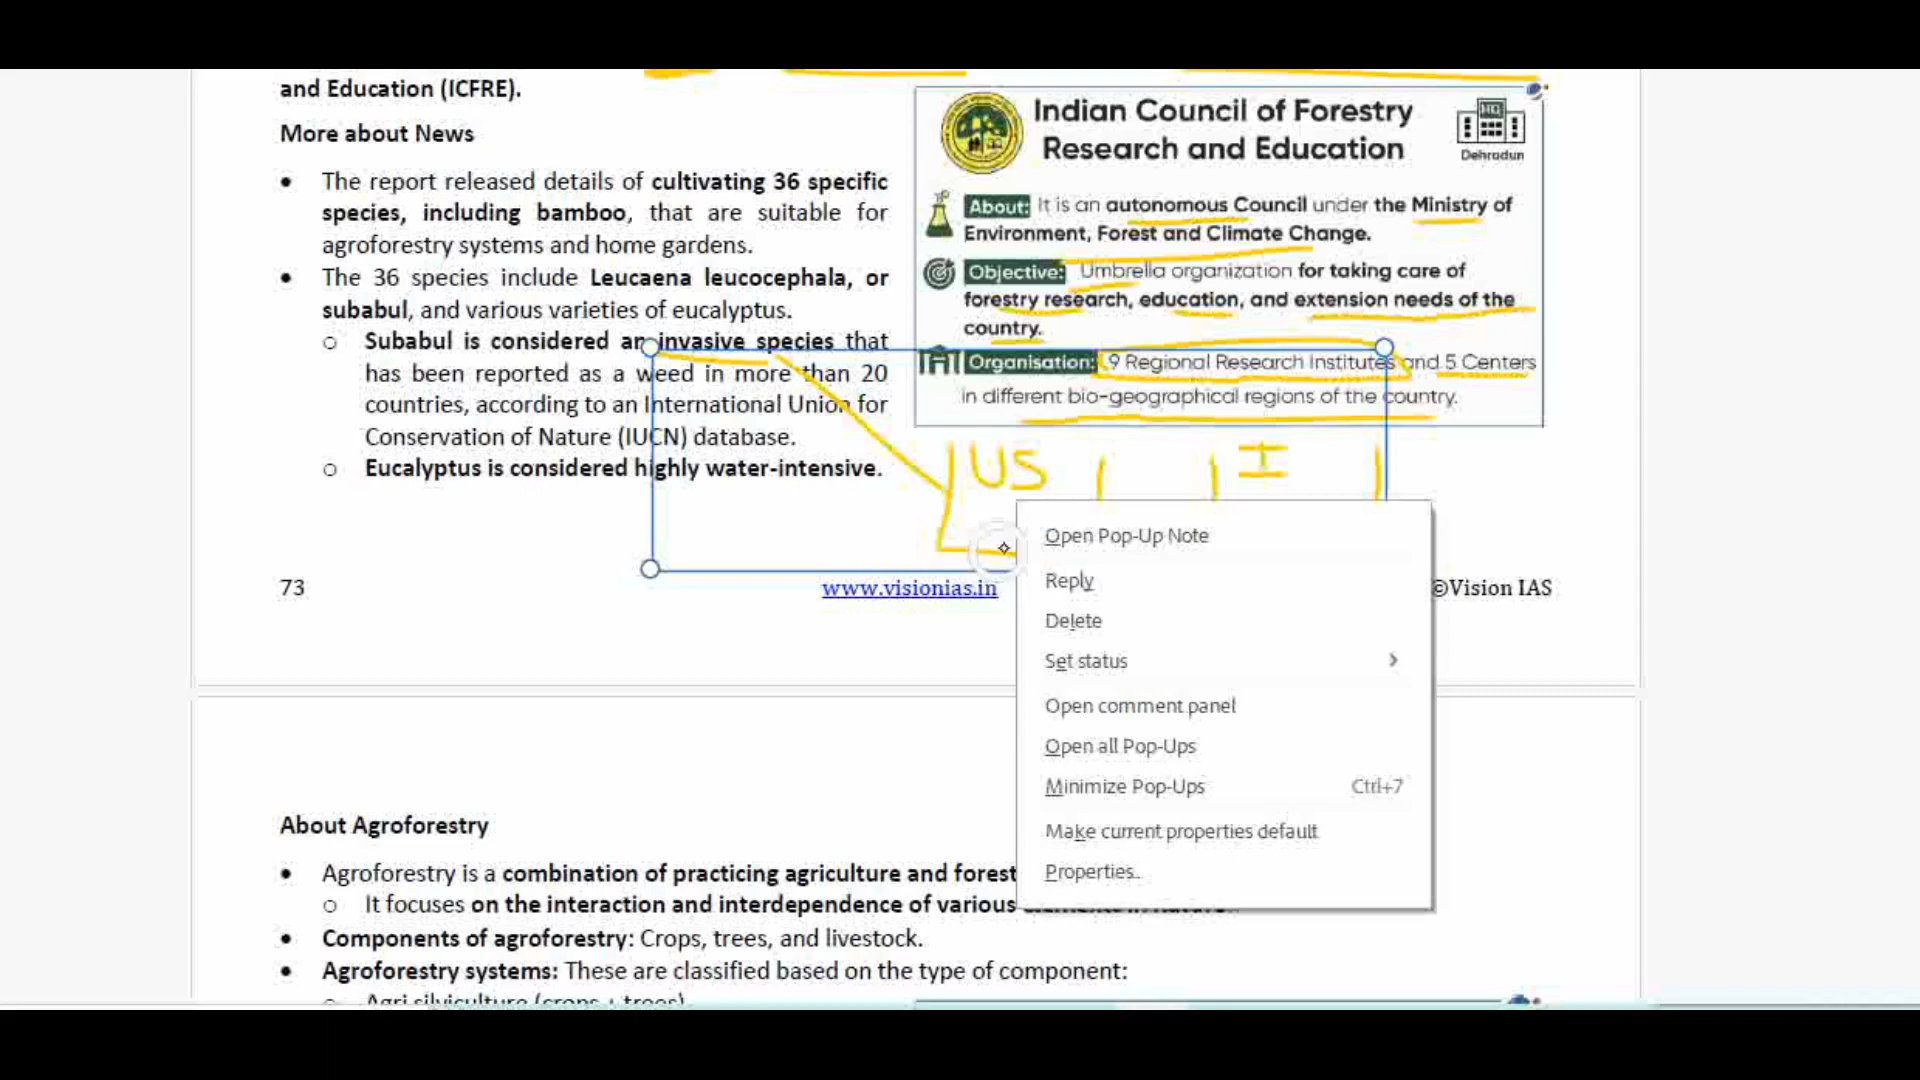 and Education (ICFRE).
More about News
• The report released details of cultivating 36 specific
species, including bamboo, that are suitable for
agroforestry systems and home gardens.
• The 36 species include Leucaena leucocephala, or
subabul, and various varieties of eucalyptus.
o Subabul is considered an invasive species that
has been reported as a weed in more than 20
countries, according to an International Union for
Conservation of Nature (IUCN) database.
o Eucalyptus is considered highly water-intensive.
Indian Council of Forestry
Research and Education
HQ
Dehradun
About: It is an autonomous Council under the Ministry of
Environment, Forest and Climate Change.
Objective: Umbrella organization for taking care of
forestry research, education, and extension needs of the
country.
Organisation: 9 Regional Research Institutes and 5 Centers
in different bio-geographical regions of the country.
US I
Open Pop-Up Note
Reply
Delete
Set status
Open comment panel
Open all Pop-Ups
Minimize Pop-Ups Ctrl+7
Make current properties default
Properties..
73 www.visionias.in ©Vision IAS
About Agroforestry
• Agroforestry is a combination of practicing agriculture and forest
o It focuses on the interaction and interdependence of various
• Components of agroforestry: Crops, trees, and livestock.
• Agroforestry systems: These are classified based on the type of component:
o Agri silviculture (crops + trees)